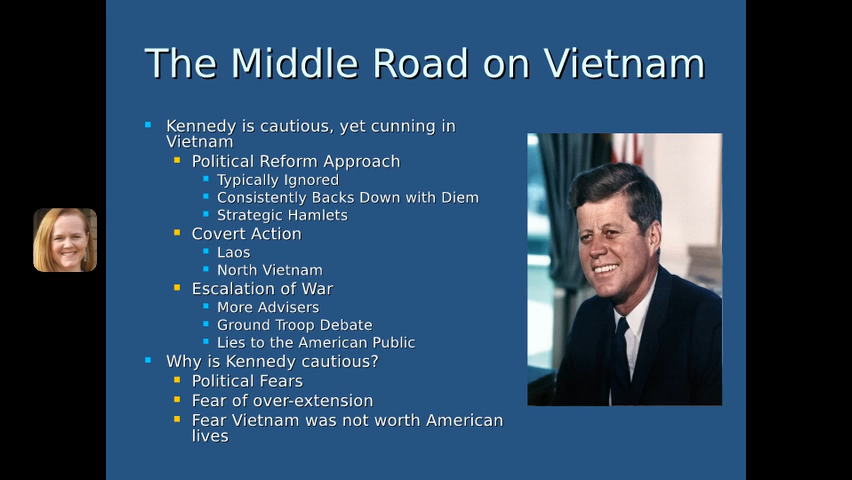 The Middle Road on Vietnam
Kennedy is cautious, yet cunning in
Vietnam
Political Reform Approach
Typically Ignored
Consistently Backs Down with Diem
Strategic Hamlets
Covert Action
Laos
North Vietnam
Escalation of War
More Advisers
Ground Troop Debate
Lies to the American Public
Why is Kennedy cautious?
Political Fears
Fear of over-extension
Fear Vietnam was not worth American
lives